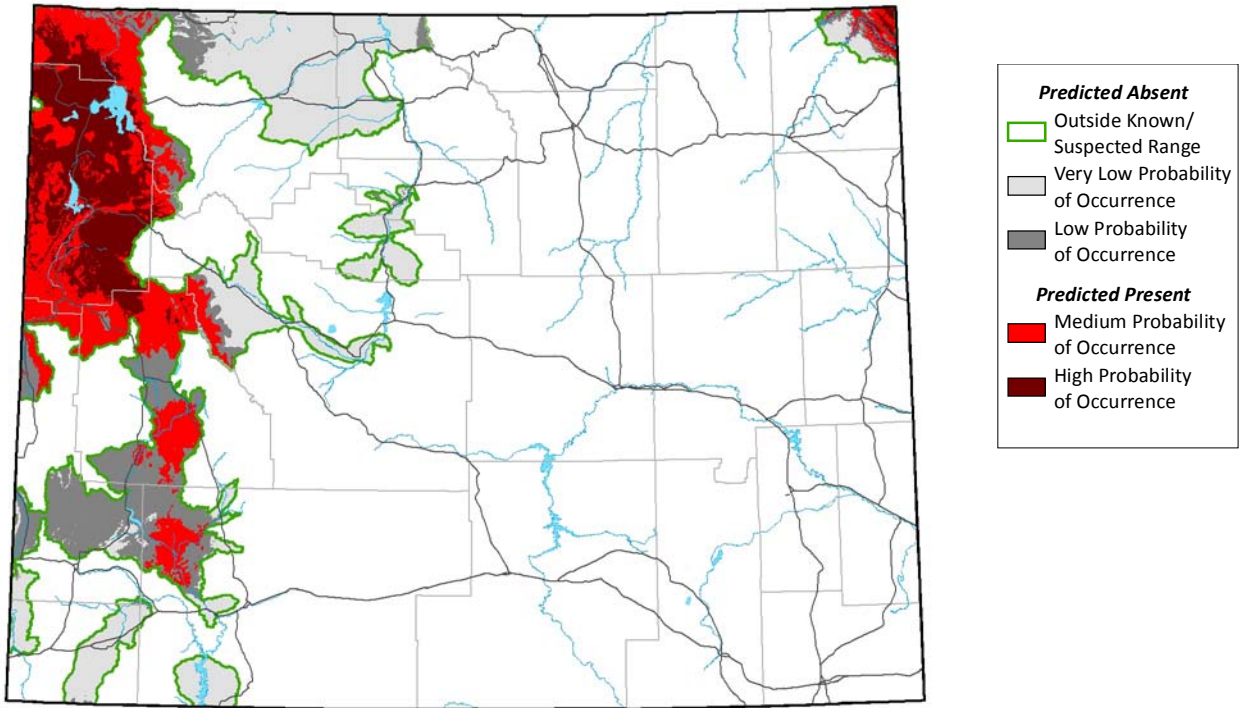 Predicted Absent
Outside Known/
Suspected Range
Very Low Probability
of Occurrence
Low Probability
of Occurrence
Predicted Present
Medium Probability
of Occurrence
High Probability
of Occurrence